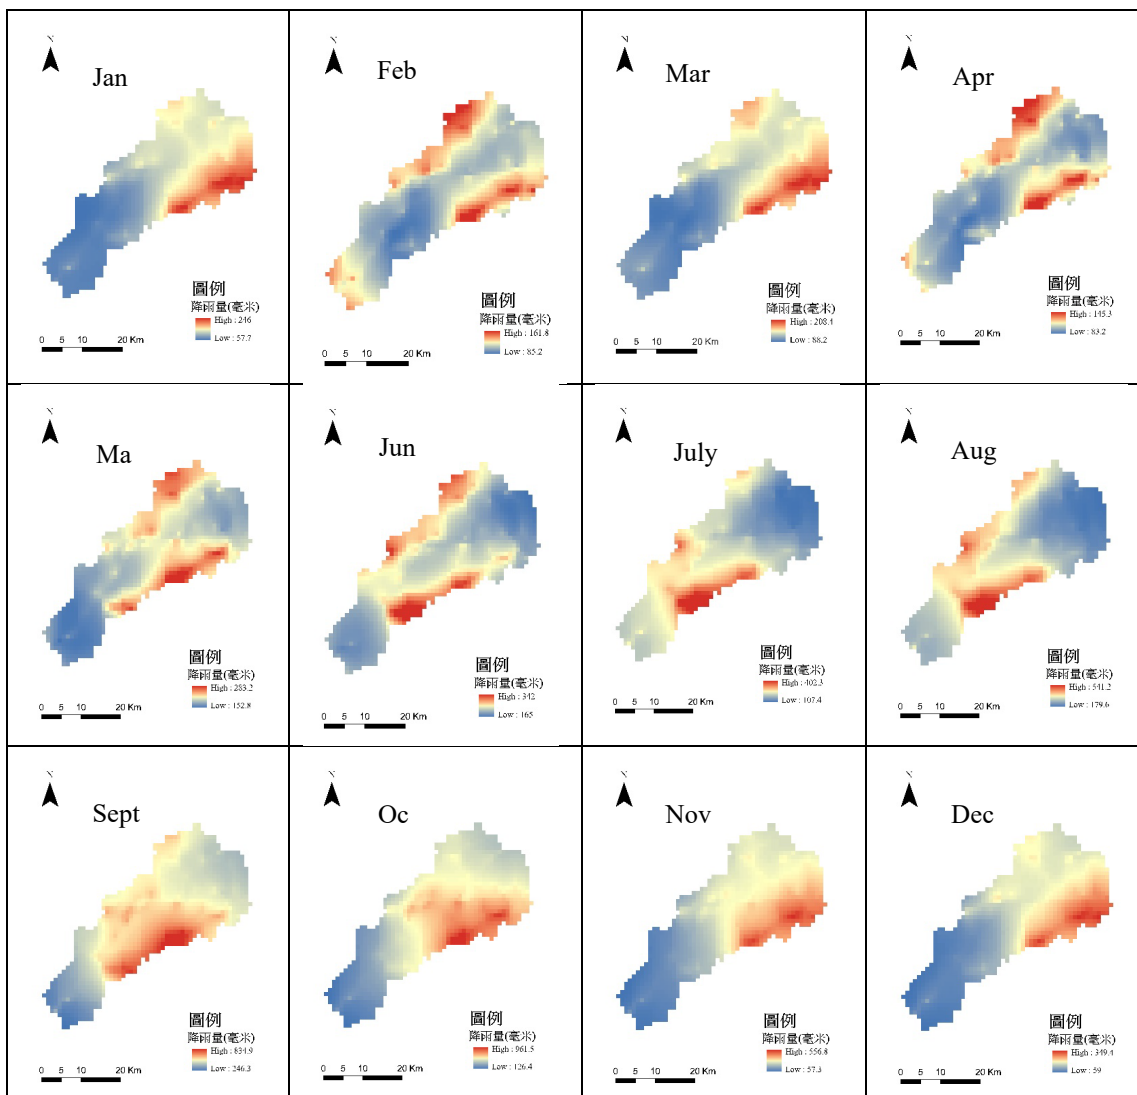 N
Jan
圖例
降雨量(毫米)
High : 246
Low : 57.7
0 5 10 20 Km
N
Feb
圖例
降雨量(毫米)
High : 161.8
Low : 85.2
0 5 10 20 Km
N
Mar
圖例
降雨量(毫米)
High : 208.4
Low : 88.2
0 5 10 20 Km
N
Apr
圖例
降雨量(毫米)
High : 145.3
Low : 83.2
0 5 10 20 Km
N
Ma
圖例
降雨量(毫米)
High : 283.2
Low : 152.8
0 5 10 20 Km
N
Jun
圖例
降雨量(毫米)
High : 342
Low : 165
0 5 10 20 Km
N
July
圖例
降雨量(毫米)
High : 402.3
Low : 107.4
0 5 10 20 Km
N
Aug
圖例
降雨量(毫米)
High : 541.2
Low : 179.6
0 5 10 20 Km
N
Sept
圖例
降雨量(毫米)
High : 834.9
Low : 246.3
0 5 10 20 Km
N
Oc
圖例
降雨量(毫米)
High : 961.5
Low : 126.4
0 5 10 20 Km
N
Nov
圖例
降雨量(毫米)
High : 556.8
Low : 57.3
0 5 10 20 Km
N
Dec
圖例
降雨量(毫米)
High : 349.4
Low : 59
0 5 10 20 Km